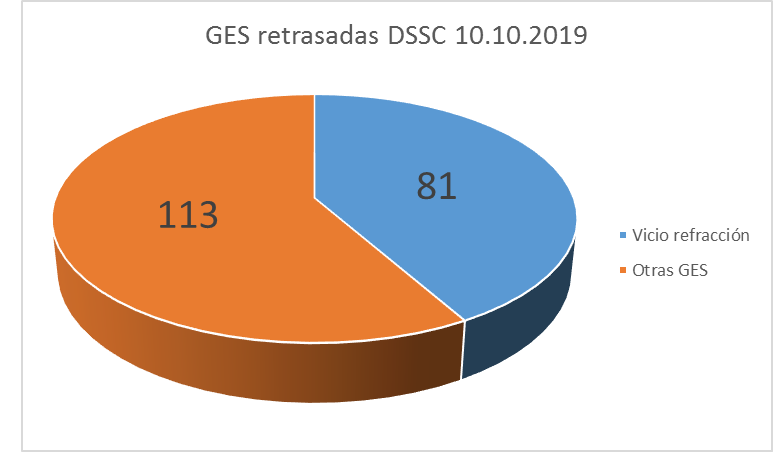 GES retrasadas DSSC 10.10.2019
81
113
Vicio refracción
Otras GES